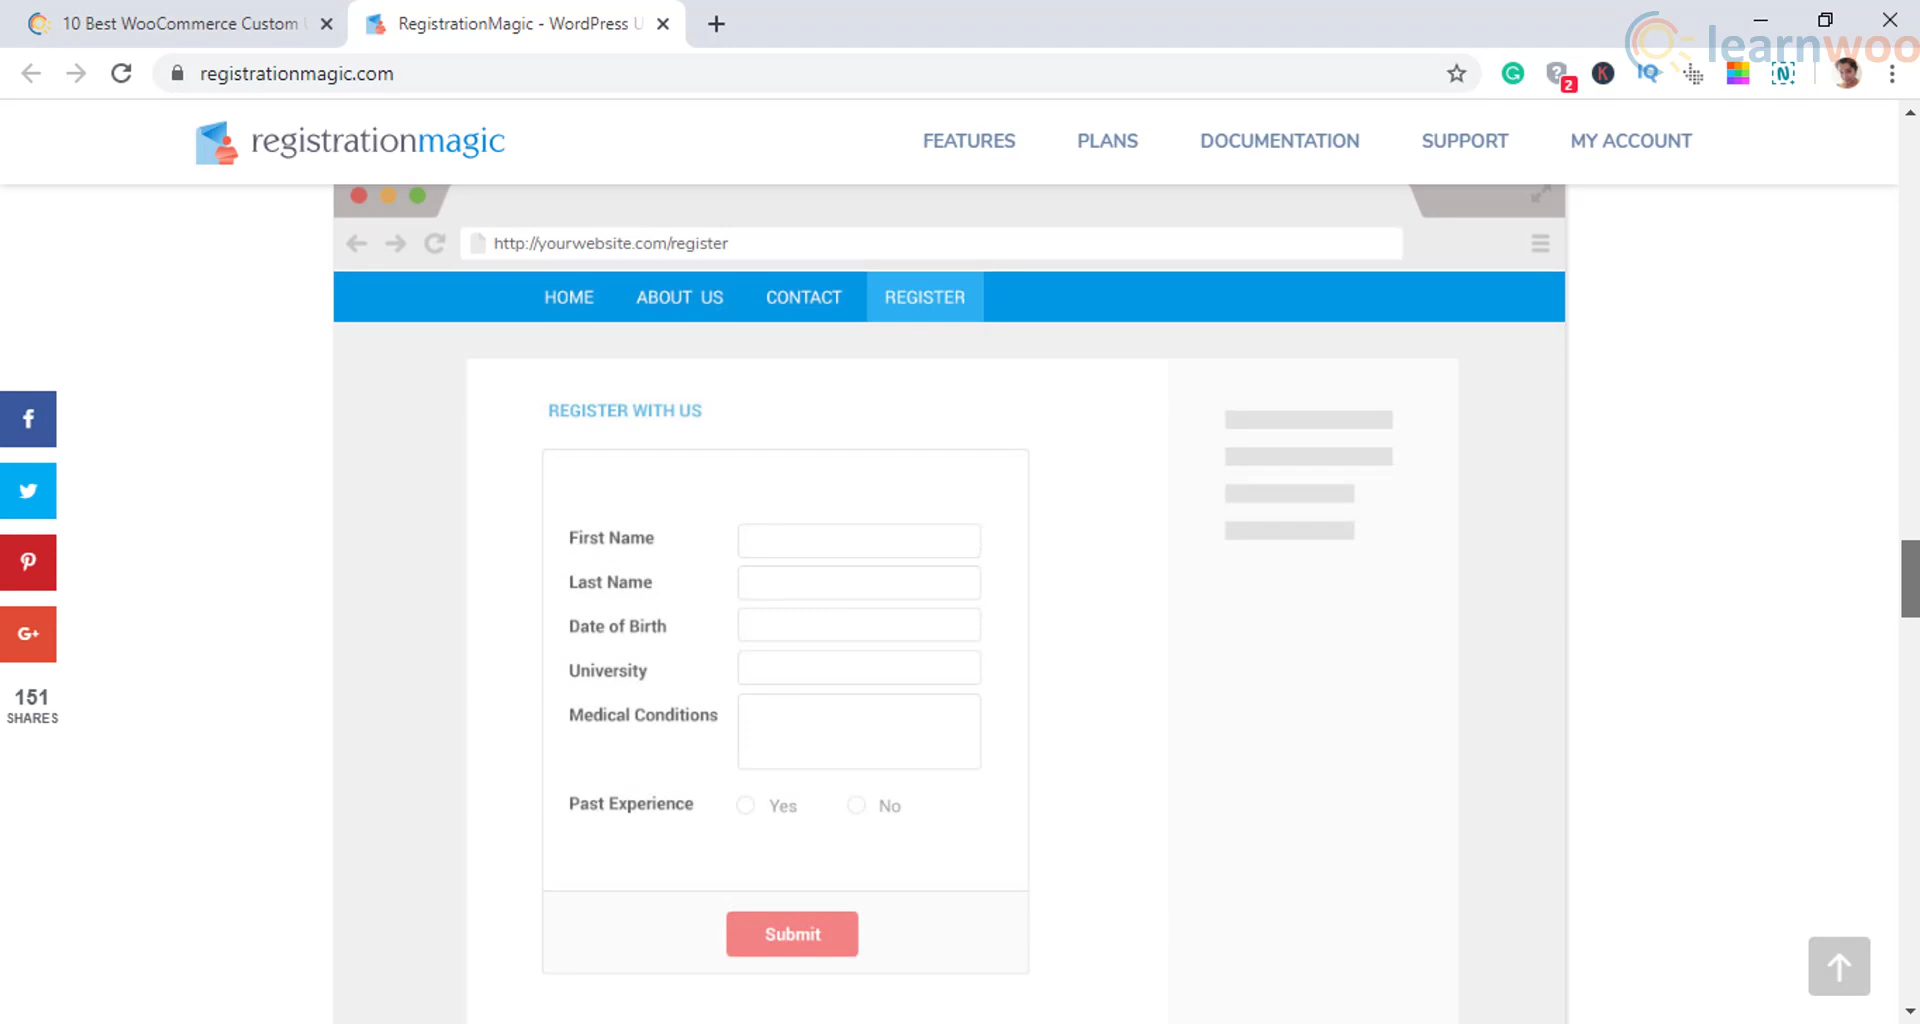 10 Best WooCommerce Custom
RegistrationMagic - WordPress U
learnwoo
registrationmagic.com
2
K
IQ
N
registrationmagic
FEATURES
PLANS
DOCUMENTATION
SUPPORT
MY ACCOUNT
http://yourwebsite.com/register
HOME
ABOUT US
CONTACT
REGISTER
REGISTER WITH US
First Name
Last Name
Date of Birth
University
Medical Conditions
Past Experience
Yes
No
Submit
G+
151
SHARES